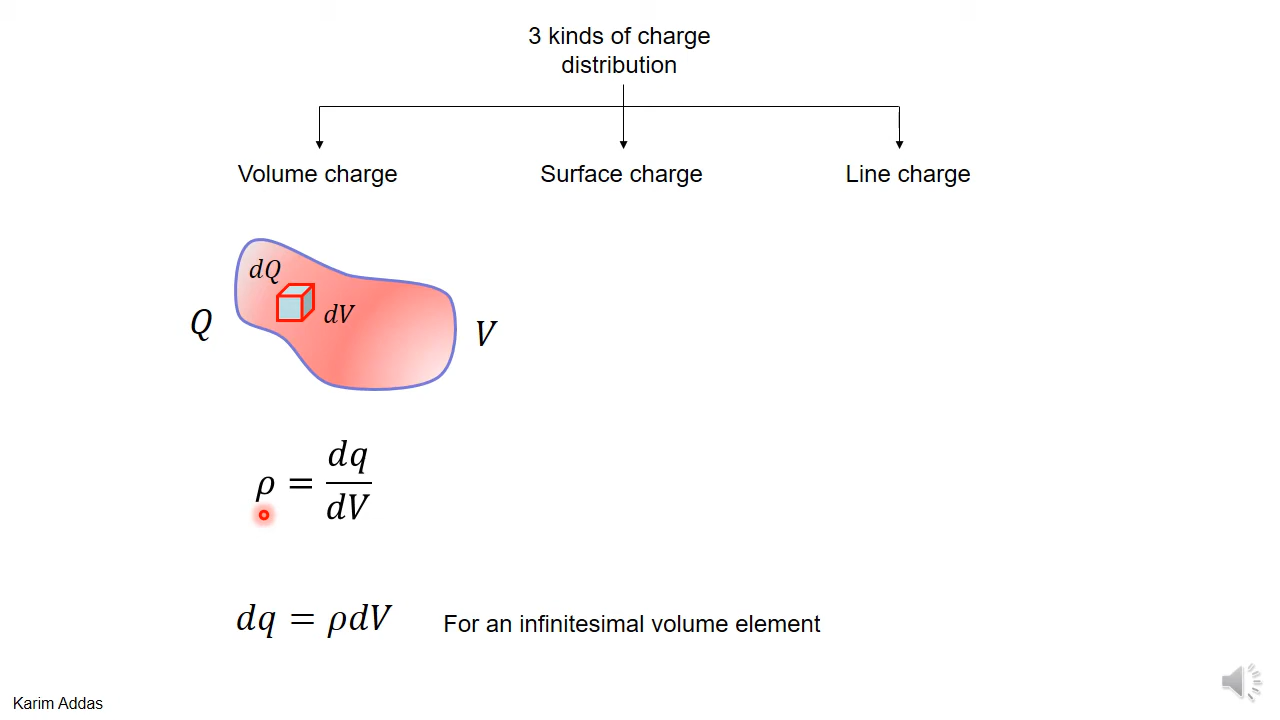 3 kinds of charge
distribution
Volume charge
Surface charge
Line charge
dQ
dV
Q
V
ρ = dq/dV
dq = ρdV
For an infinitesimal volume element
Karim Addas